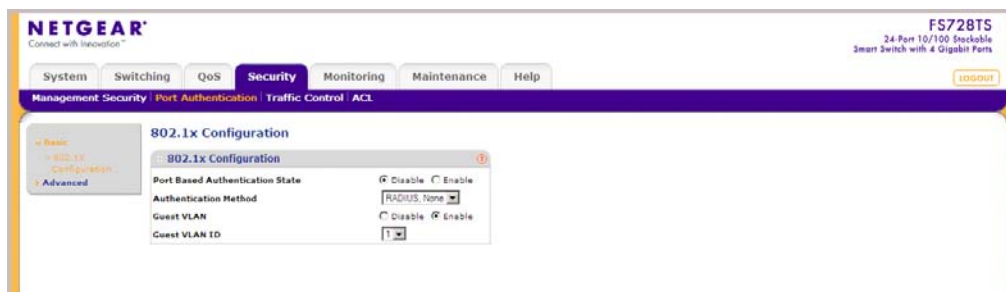 NETGEAR®
Connect with Innovation™
FS728TS
24-Port 10/100 Stackable
Smart Switch with 4 Gigabit Ports
System Switching QoS Security Monitoring Maintenance Help
LOGOUT
Management Security Port Authentication Traffic Control ACL
Basic
802.1X Configuration
Advanced
802.1x Configuration
802.1x Configuration
Port Based Authentication State Disable Enable
Authentication Method RADIUS, None
Guest VLAN Disable Enable
Guest VLAN ID 1